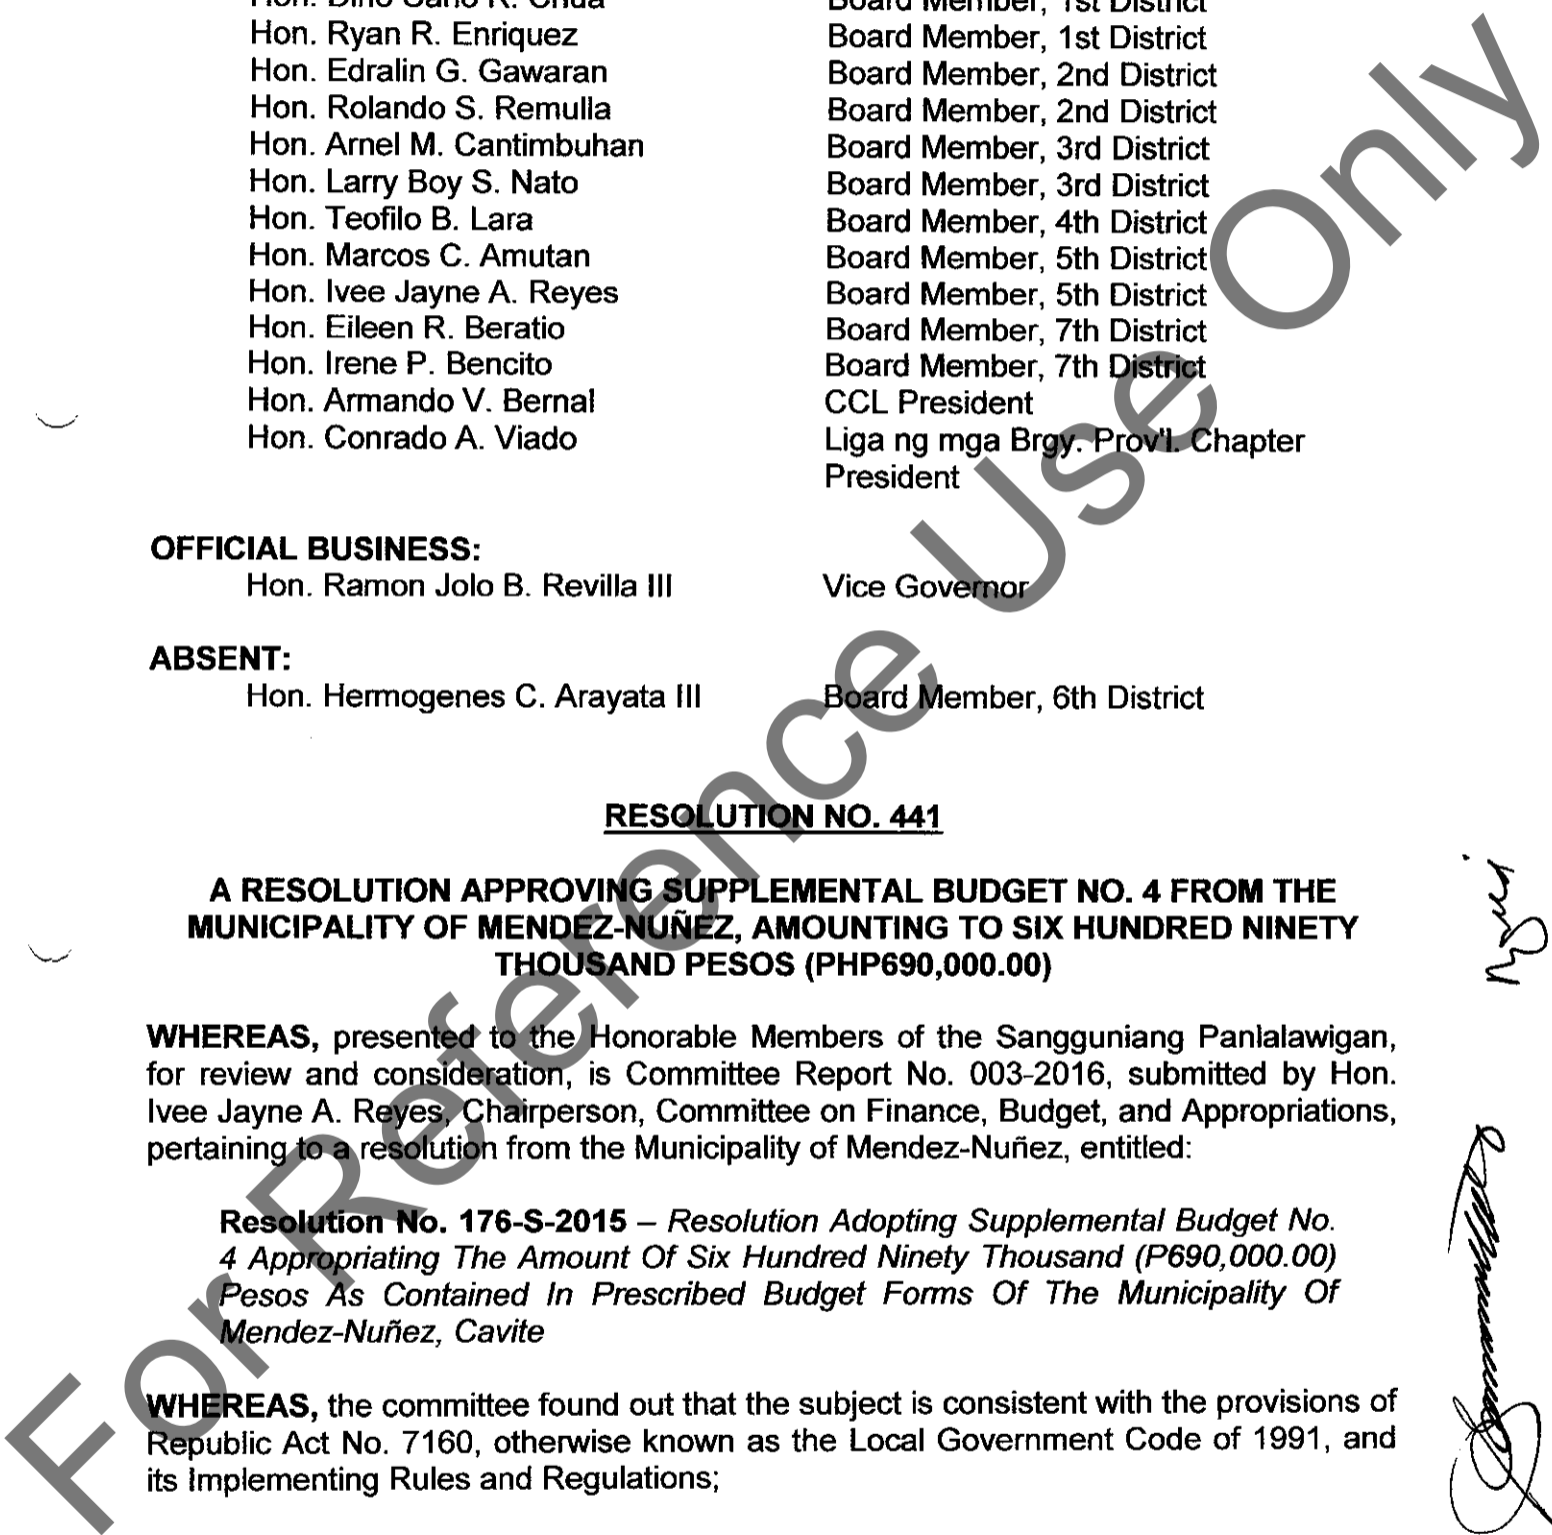 Hon. Dino Carlo R. Chua Board Member, 1st District
Hon. Ryan R. Enriquez Board Member, 1st District
Hon. Edralin G. Gawaran Board Member, 2nd District
Hon. Rolando S. Remulla Board Member, 2nd District
Hon. Arnel M. Cantimbuhan Board Member, 3rd District
Hon. Larry Boy S. Nato Board Member, 3rd District
Hon. Teofilo B. Lara Board Member, 4th District
Hon. Marcos C. Amutan Board Member, 5th District
Hon. Ivee Jayne A. Reyes Board Member, 5th District
Hon. Eileen R. Beratio Board Member, 7th District
Hon. Irene P. Bencito Board Member, 7th District
Hon. Armando V. Bernal CCL President
Hon. Conrado A. Viado Liga ng mga Brgy. Prov'l. Chapter
President
OFFICIAL BUSINESS:
Hon. Ramon Jolo B. Revilla III Vice Governor
ABSENT:
Hon. Hermogenes C. Arayata III Board Member, 6th District
RESOLUTION NO. 441
A RESOLUTION APPROVING SUPPLEMENTAL BUDGET NO. 4 FROM THE
MUNICIPALITY OF MENDEZ-NUÑEZ, AMOUNTING TO SIX HUNDRED NINETY
THOUSAND PESOS (PHP690,000.00)
WHEREAS, presented to the Honorable Members of the Sangguniang Panlalawigan,
for review and consideration, is Committee Report No. 003-2016, submitted by Hon.
Ivee Jayne A. Reyes, Chairperson, Committee on Finance, Budget, and Appropriations,
pertaining to a resolution from the Municipality of Mendez-Nuñez, entitled:
Resolution No. 176-S-2015 – Resolution Adopting Supplemental Budget No.
4 Appropriating The Amount Of Six Hundred Ninety Thousand (P690,000.00)
Pesos As Contained In Prescribed Budget Forms Of The Municipality Of
Mendez-Nuñez, Cavite
WHEREAS, the committee found out that the subject is consistent with the provisions of
Republic Act No. 7160, otherwise known as the Local Government Code of 1991, and
its Implementing Rules and Regulations;
For Reference Use Only